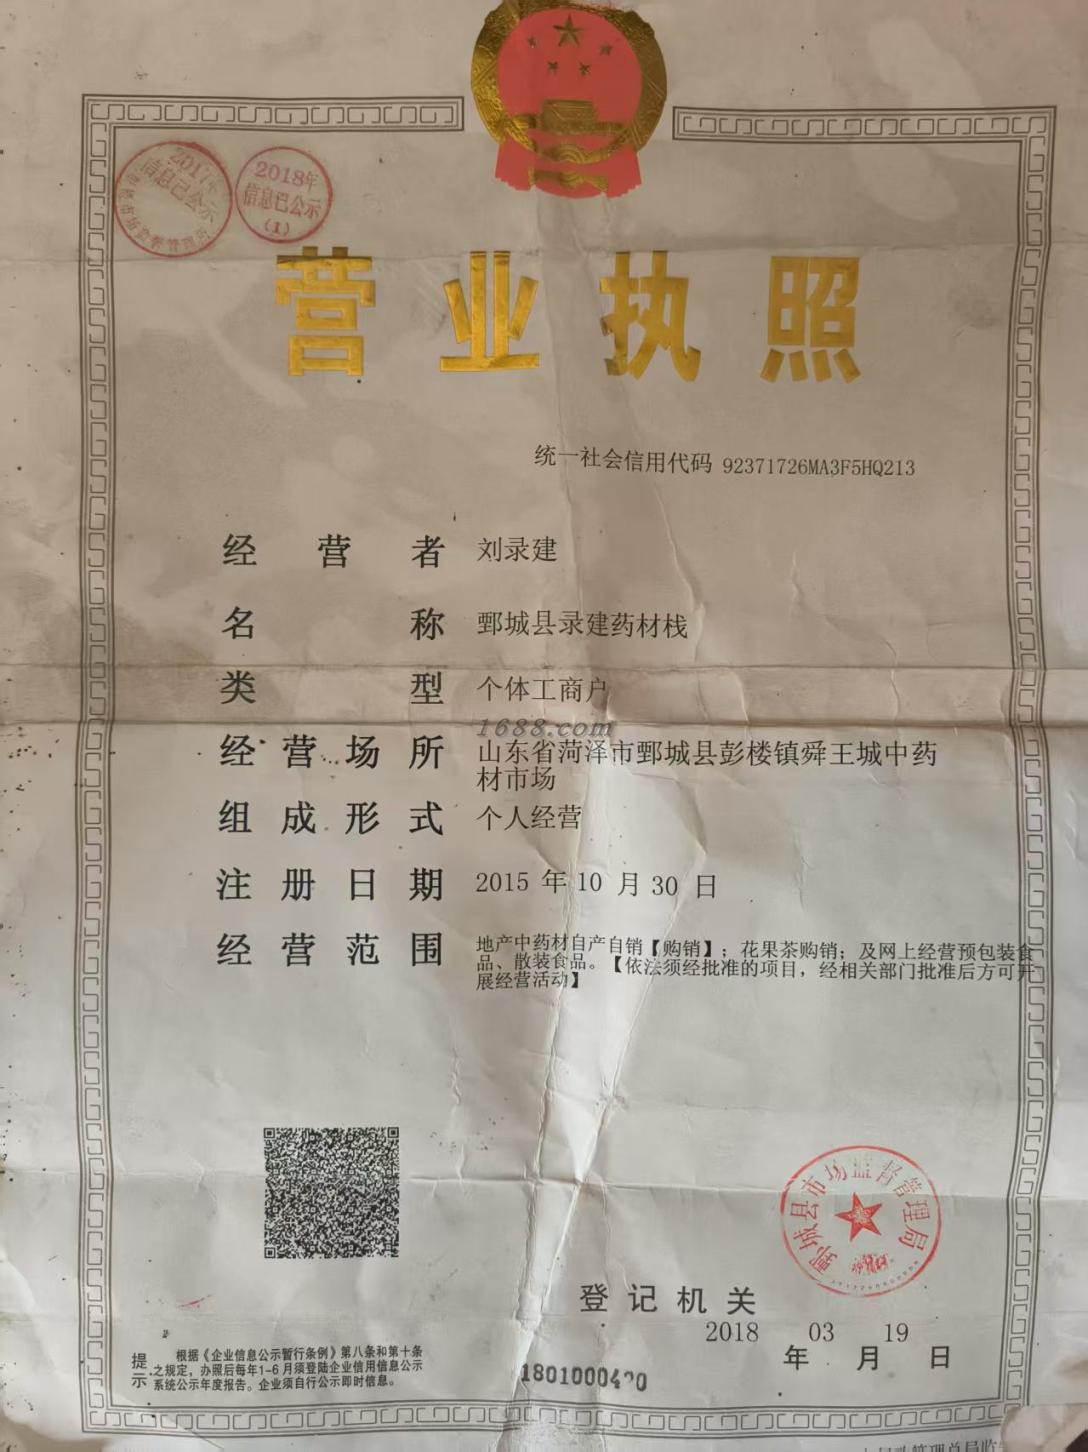 2017年
信息已公示
2018年
信息已公示
(1)
营业执照
统一社会信用代码 92371726MA3F5HQ213
经营者 刘录建
名称 鄄城县录建药材栈
类型 个体工商户
1688.com
经营场所 山东省菏泽市鄄城县彭楼镇舜王城中药
材市场
组成形式 个人经营
注册日期 2015 年 10 月 30 日
经营范围 地产中药材自产自销【购销】；花果茶购销；及网上经营预包装食
品、散装食品。【依法须经批准的项目，经相关部门批准后方可开
展经营活动】
鄄城县市场监督管理局
登记机关
2018 03 19
年 月 日
提示
根据《企业信息公示暂行条例》第八条和第十条
之规定，办照后每年1-6月须登陆企业信用信息公示
系统公示年度报告。企业须自行公示即时信息。